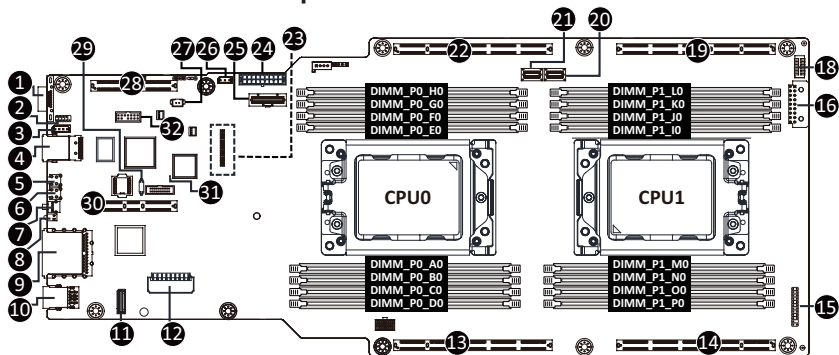 23
29
27
26
25
24
21
20
1
28
22
19
18
2
3
4
32
DIMM_P0_H0
DIMM_P0_G0
DIMM_P0_F0
DIMM_P0_E0
DIMM_P1_L0
DIMM_P1_K0
DIMM_P1_J0
DIMM_P1_I0
16
5
6
7
8
9
10
30
31
CPU0
CPU1
DIMM_P0_A0
DIMM_P0_B0
DIMM_P0_C0
DIMM_P0_D0
DIMM_P1_M0
DIMM_P1_N0
DIMM_P1_O0
DIMM_P1_P0
15
11
12
13
14